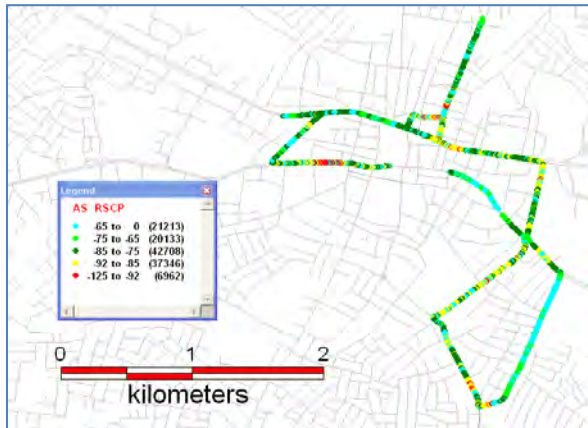 Legend
AS RSCP
-65 to 0 (21213)
-75 to -65 (20133)
-85 to -75 (42708)
-92 to -85 (37346)
-125 to -92 (6962)
0 1 2
kilometers